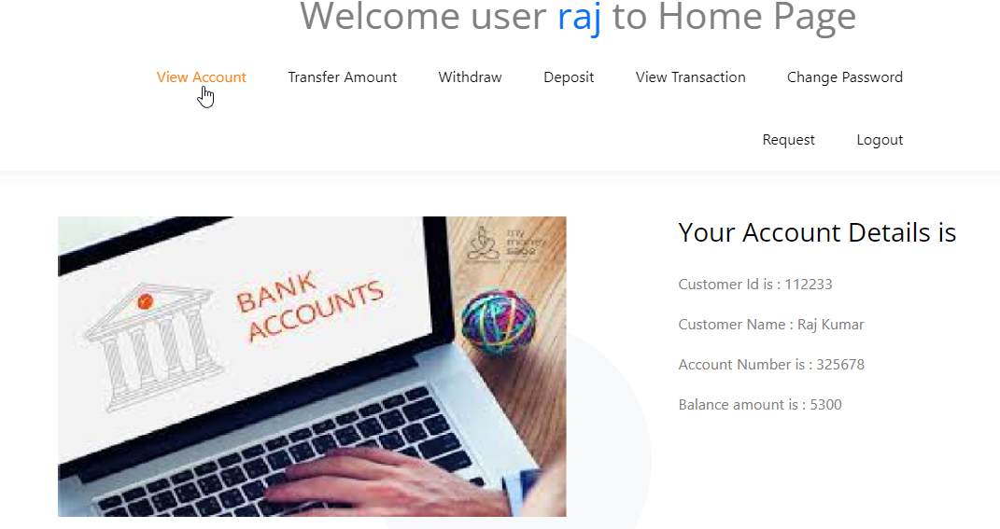 Welcome user raj to Home Page
View Account Transfer Amount Withdraw Deposit View Transaction Change Password
Request Logout
my
money
sage
BANK
ACCOUNTS
Your Account Details is
Customer Id is : 112233
Customer Name : Raj Kumar
Account Number is : 325678
Balance amount is : 5300